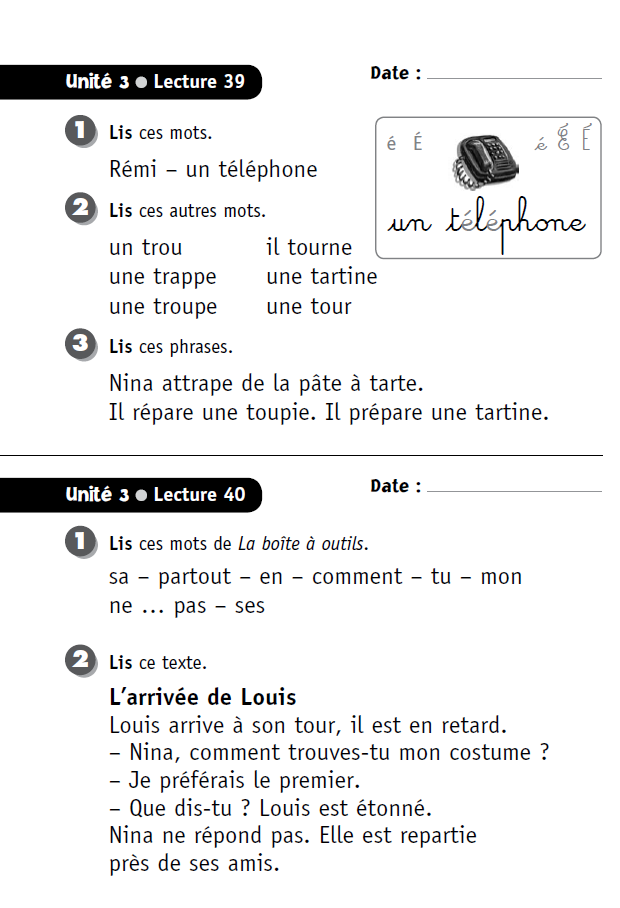 Unité 3 ● Lecture 39
Date :
1 Lis ces mots.
Rémi – un téléphone
é É é É É
un téléphone
2 Lis ces autres mots.
un trou il tourne
une trappe une tartine
une troupe une tour
3 Lis ces phrases.
Nina attrape de la pâte à tarte.
Il répare une toupie. Il prépare une tartine.
Unité 3 ● Lecture 40
Date :
1 Lis ces mots de La boîte à outils.
sa – partout – en – comment – tu – mon
ne ... pas – ses
2 Lis ce texte.
L'arrivée de Louis
Louis arrive à son tour, il est en retard.
– Nina, comment trouves-tu mon costume ?
– Je préférais le premier.
– Que dis-tu ? Louis est étonné.
Nina ne répond pas. Elle est repartie
près de ses amis.